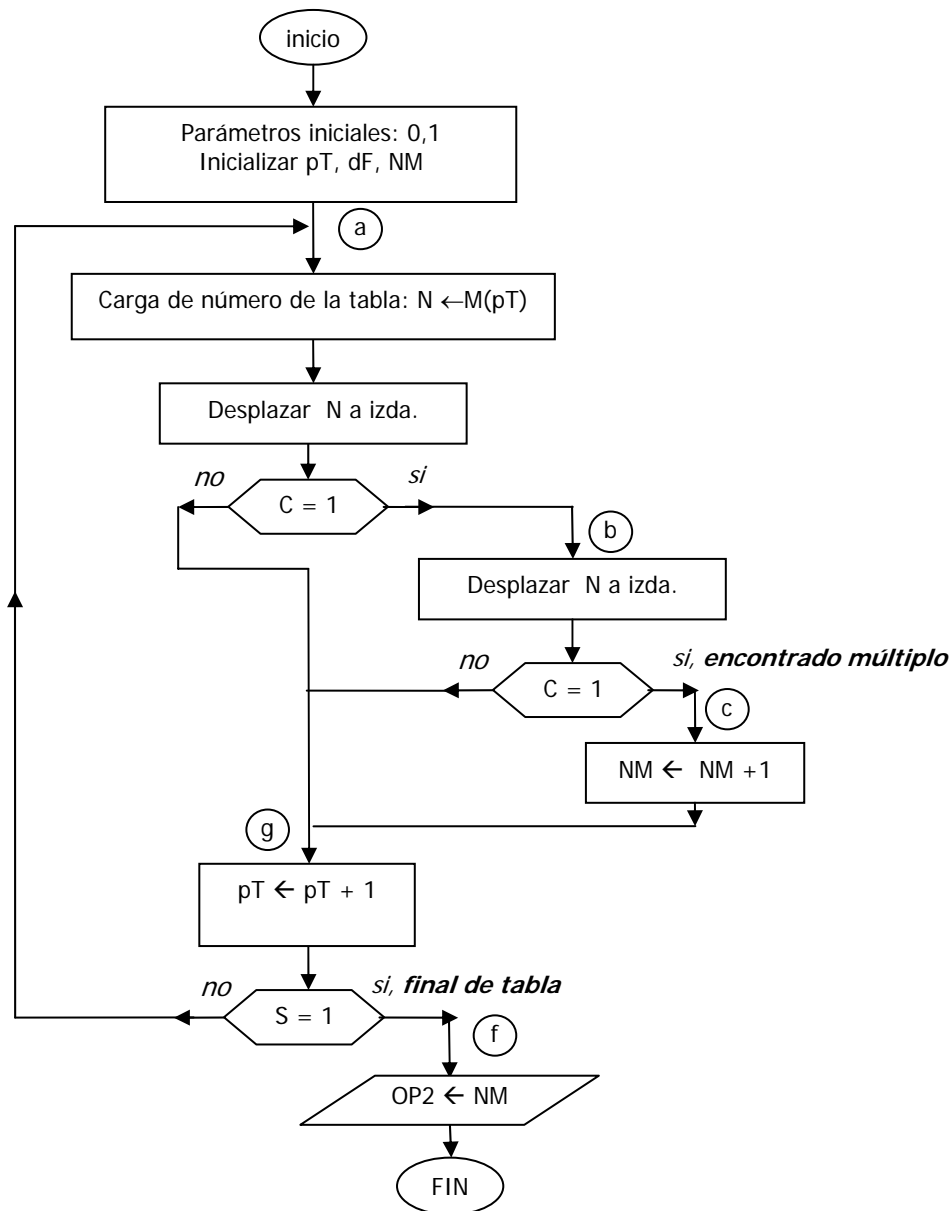 inicio
Parámetros iniciales: 0,1
Inicializar pT, dF, NM
a
Carga de número de la tabla: N ←M(pT)
Desplazar N a izda.
no
si
C = 1
b
Desplazar N a izda.
no
si, encontrado múltiplo
C = 1
c
NM ← NM +1
g
pT ← pT + 1
no
si, final de tabla
S = 1
f
OP2 ← NM
FIN